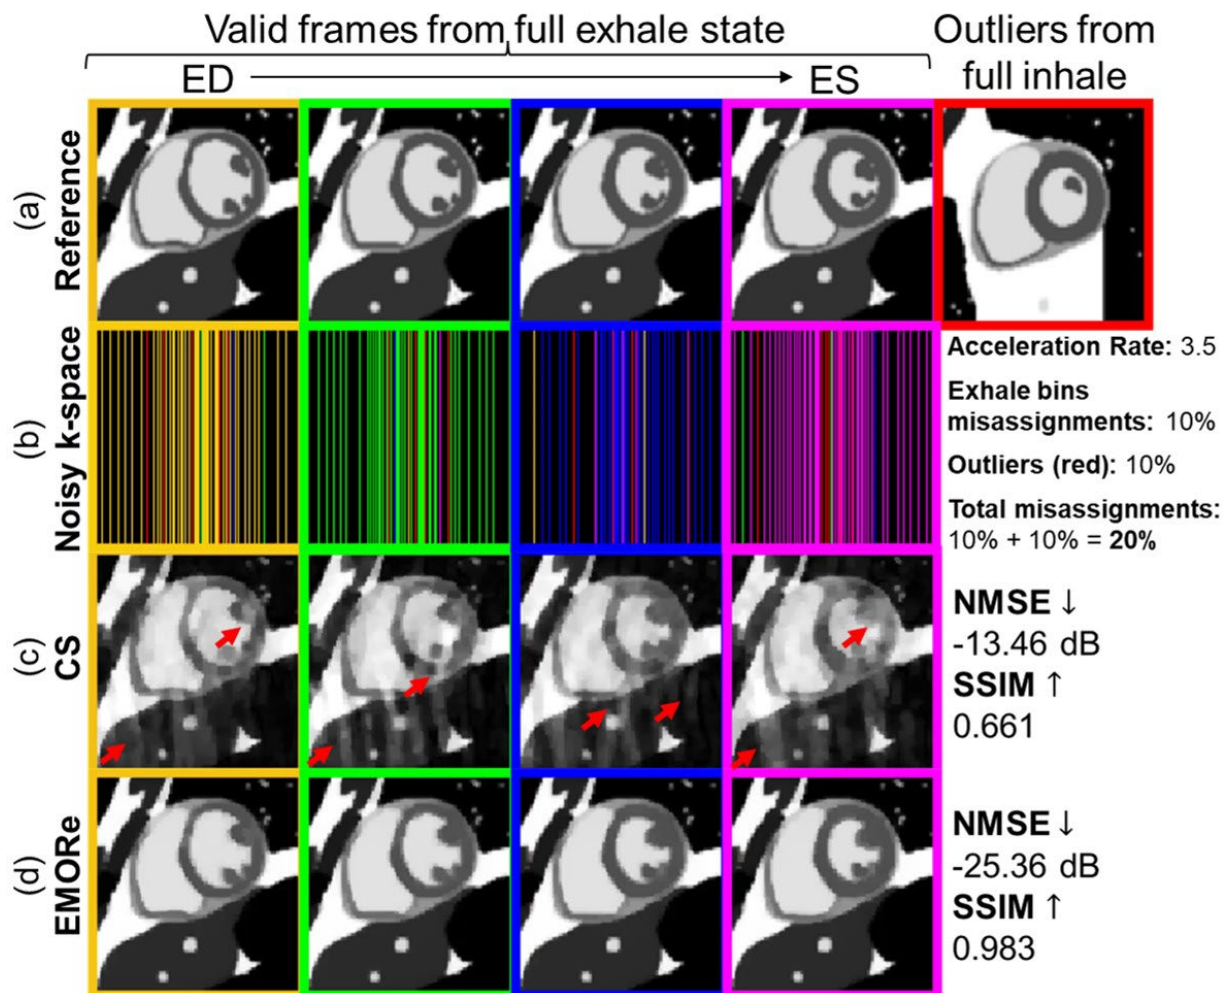 Valid frames from full exhale state
Outliers from
full inhale
ED
ES
(a)
Reference
(b)
Noisy k-space
Acceleration Rate: 3.5
Exhale bins
misassignments: 10%
Outliers (red): 10%
Total misassignments:
10% + 10% = 20%
(c)
CS
NMSE ↓
-13.46 dB
SSIM ↑
0.661
(d)
EMORe
NMSE ↓
-25.36 dB
SSIM ↑
0.983